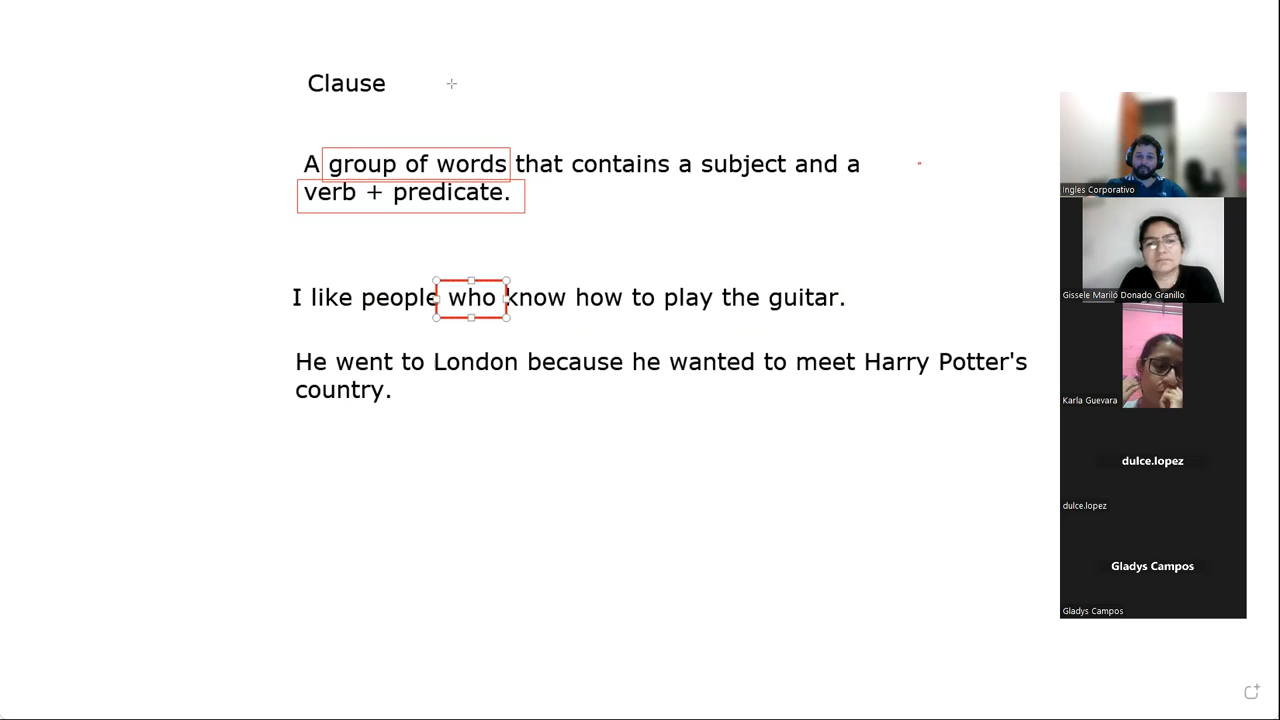 Clause
A group of words that contains a subject and a
verb + predicate.
I like people who know how to play the guitar.
He went to London because he wanted to meet Harry Potter's
country.
Ingles Corporativo
Gissele Mariló Donado Granillo
Karla Guevara
dulce.lopez
dulce.lopez
Gladys Campos
Gladys Campos